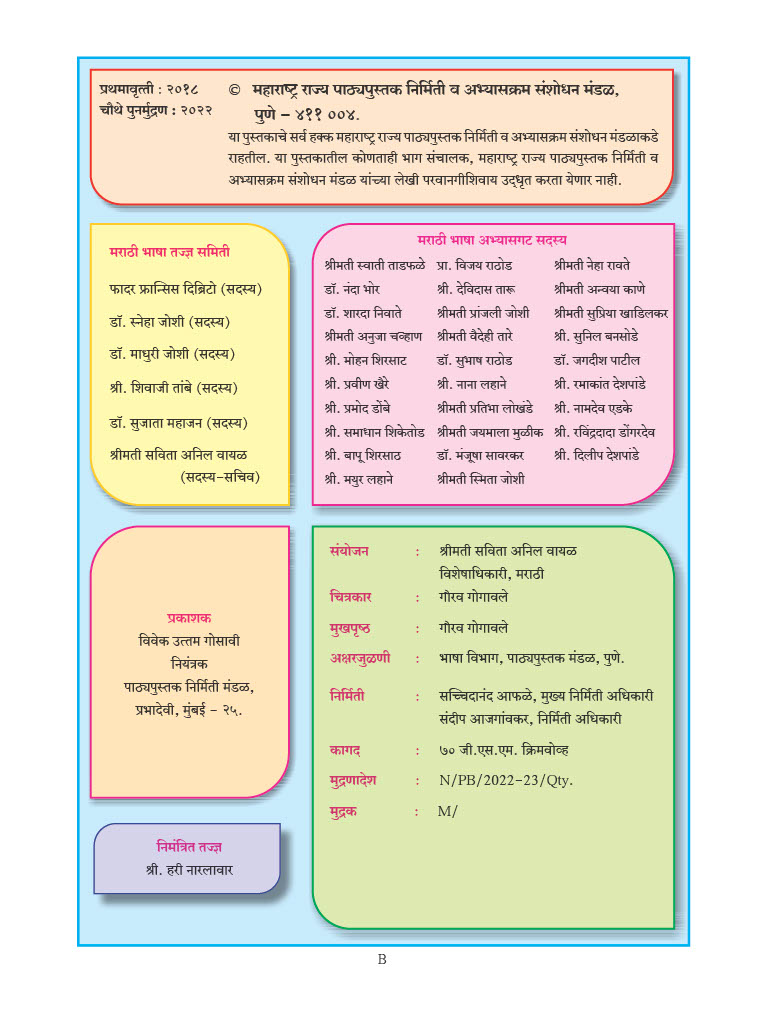 प्रथमावृत्ती : २०१८
चौथे पुनर्मुद्रण : २०२२
© महाराष्ट्र राज्य पाठ्यपुस्तक निर्मिती व अभ्यासक्रम संशोधन मंडळ,
पुणे – ४११ ००४.
या पुस्तकाचे सर्व हक्क महाराष्ट्र राज्य पाठ्यपुस्तक निर्मिती व अभ्यासक्रम संशोधन मंडळाकडे
राहतील. या पुस्तकातील कोणताही भाग संचालक, महाराष्ट्र राज्य पाठ्यपुस्तक निर्मिती व
अभ्यासक्रम संशोधन मंडळ यांच्या लेखी परवानगीशिवाय उद्धृत करता येणार नाही.
मराठी भाषा तज्ज्ञ समिती
फादर फ्रान्सिस दिब्रिटो (सदस्य)
डॉ. स्नेहा जोशी (सदस्य)
डॉ. माधुरी जोशी (सदस्य)
श्री. शिवाजी तांबे (सदस्य)
डॉ. सुजाता महाजन (सदस्य)
श्रीमती सविता अनिल वायळ
(सदस्य-सचिव)
मराठी भाषा अभ्यासगट सदस्य
श्रीमती स्वाती ताडफळे प्रा. विजय राठोड श्रीमती नेहा रावते
डॉ. नंदा भोर श्री. देविदास तारू श्रीमती अन्वया काणे
डॉ. शारदा निवाते श्रीमती प्रांजली जोशी श्रीमती सुप्रिया खाडिलकर
श्रीमती अनुजा चव्हाण श्रीमती वैदेही तारे श्री. सुनिल बनसोडे
श्री. मोहन शिरसाट डॉ. सुभाष राठोड डॉ. जगदीश पाटील
श्री. प्रवीण खैरे श्री. नाना लहाने श्री. रमाकांत देशपांडे
श्री. प्रमोद डोंबे श्रीमती प्रतिभा लोखंडे श्री. नामदेव एडके
श्री. समाधान शिकेतोड श्रीमती जयमाला मुळीक श्री. रविंद्रदादा डोंगरदेव
श्री. बापू शिरसाठ डॉ. मंजूषा सावरकर श्री. दिलीप देशपांडे
श्री. मयुर लहाने श्रीमती स्मिता जोशी
प्रकाशक
विवेक उत्तम गोसावी
नियंत्रक
पाठ्यपुस्तक निर्मिती मंडळ,
प्रभादेवी, मुंबई – २५.
निमंत्रित तज्ज्ञ
श्री. हरी नारलावार
संयोजन : श्रीमती सविता अनिल वायळ
विशेषाधिकारी, मराठी
चित्रकार : गौरव गोगावले
मुखपृष्ठ : गौरव गोगावले
अक्षरजुळणी : भाषा विभाग, पाठ्यपुस्तक मंडळ, पुणे.
निर्मिती : सच्चिदानंद आफळे, मुख्य निर्मिती अधिकारी
संदीप आजगांवकर, निर्मिती अधिकारी
कागद : ७० जी.एस.एम. क्रिमवोव्ह
मुद्रणादेश : N/PB/2022-23/Qty.
मुद्रक : M/
B